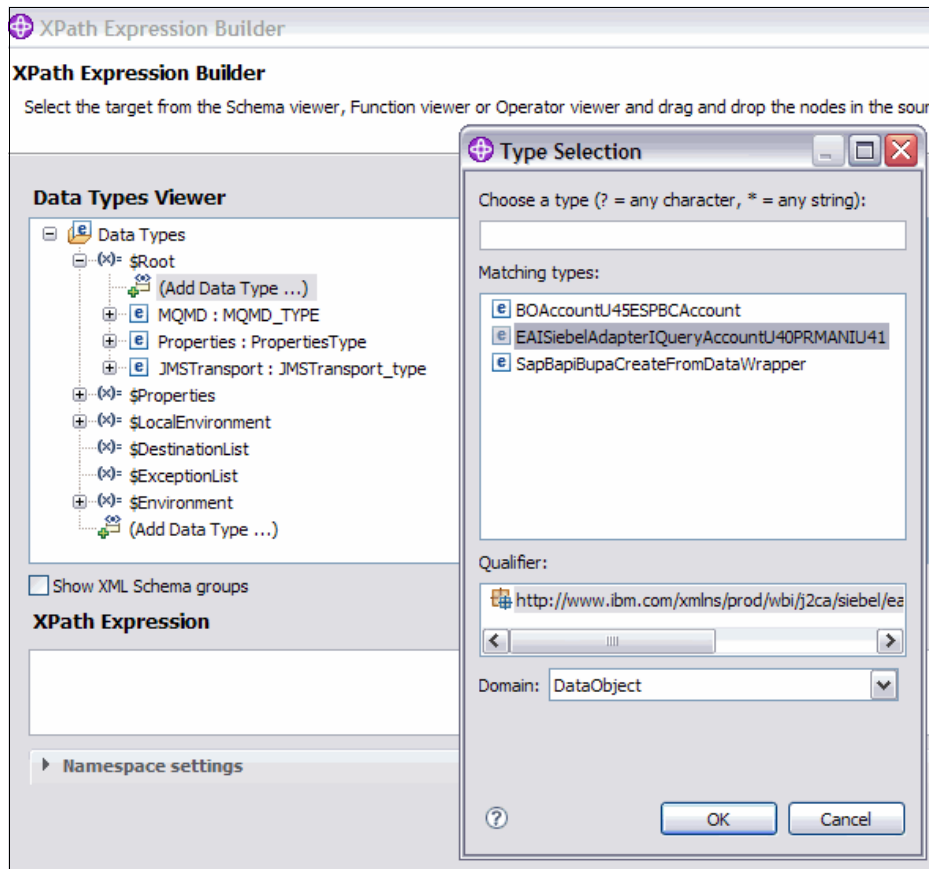 XPath Expression Builder
XPath Expression Builder
Select the target from the Schema viewer, Function viewer or Operator viewer and drag and drop the nodes in the sour
Type Selection
Data Types Viewer
Data Types
(x)= $Root
(Add Data Type ...)
e MQMD : MQMD_TYPE
e Properties : PropertiesType
e JMSTransport : JMSTransport_type
(x)= $Properties
(x)= $LocalEnvironment
(x)= $DestinationList
(x)= $ExceptionList
(x)= $Environment
(Add Data Type ...)
Show XML Schema groups
XPath Expression
Namespace settings
Choose a type (? = any character, * = any string):
Matching types:
e BOAccountU45ESPBCAccount
e EAISiebelAdapterIQueryAccountU40PRMANIU41
e SapBapiBupaCreateFromDataWrapper
Qualifier:
http://www.ibm.com/xmlns/prod/wbi/j2ca/siebel/ea
Domain: DataObject
? OK Cancel